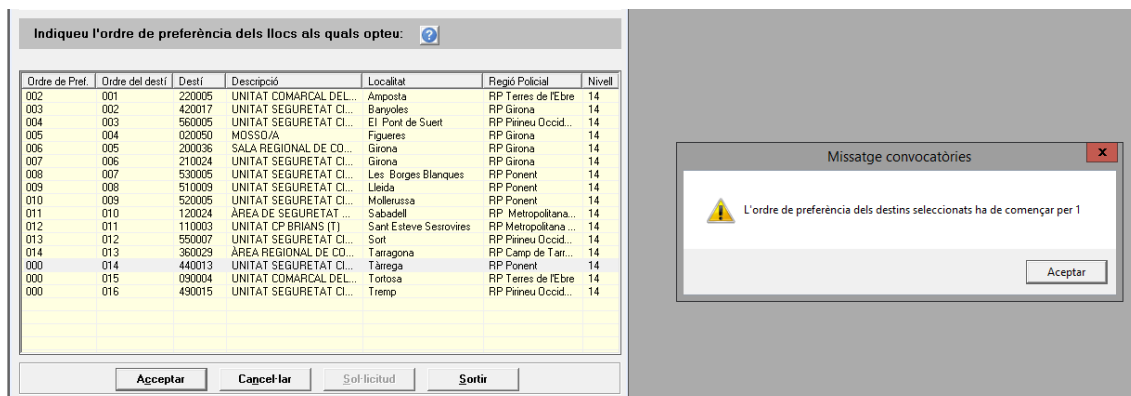 Indiqueu l'ordre de preferència dels llocs als quals opteu:
Ordre de Pref. Ordre del destí Destí Descripció Localitat Regió Policial Nivell
002 001 220005 UNITAT COMARCAL DEL... Amposta RP Terres de l'Ebre 14
003 002 420017 UNITAT SEGURETAT CI... Banyoles RP Girona 14
004 003 560005 UNITAT SEGURETAT CI... El Pont de Suert RP Pirineu Occid... 14
005 004 020050 MOSSO/A Figueres RP Girona 14
006 005 200036 SALA REGIONAL DE CO... Girona RP Girona 14
007 006 210024 UNITAT SEGURETAT CI... Girona RP Girona 14
008 007 530005 UNITAT SEGURETAT CI... Les Borges Blanques RP Ponent 14
009 008 510009 UNITAT SEGURETAT CI... Lleida RP Ponent 14
010 009 520005 UNITAT SEGURETAT CI... Mollerussa RP Ponent 14
011 010 120024 ÀREA DE SEGURETAT ... Sabadell RP Metropolitana... 14
012 011 110003 UNITAT CP BRIANS (T) Sant Esteve Sesrovires RP Metropolitana ... 14
013 012 550007 UNITAT SEGURETAT CI... Sort RP Pirineu Occid... 14
014 013 360029 ÀREA REGIONAL DE CO... Tarragona RP Camp de Tarr... 14
000 014 440013 UNITAT SEGURETAT CI... Tàrrega RP Ponent 14
000 015 090004 UNITAT COMARCAL DEL... Tortosa RP Terres de l'Ebre 14
000 016 490015 UNITAT SEGURETAT CI... Tremp RP Pirineu Occid... 14
Acceptar Cancel·lar Sol·licitud Sortir
Missatge convocatòries
x
L'ordre de preferència dels destins seleccionats ha de començar per 1
Aceptar